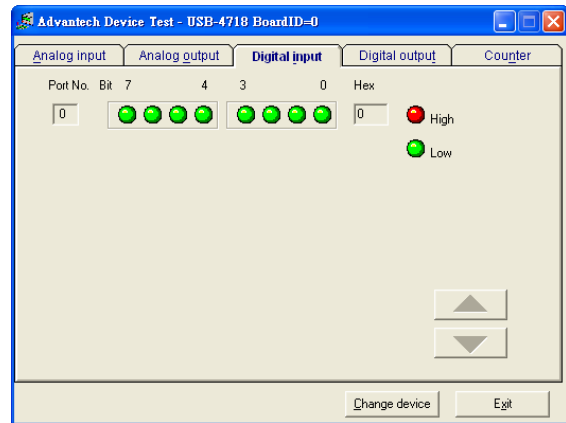 Advantech Device Test - USB-4718 BoardID=0
Analog input Analog output Digital input Digital output Counter
Port No. Bit 7 4 3 0 Hex
0 0 High
Low
Change device Exit